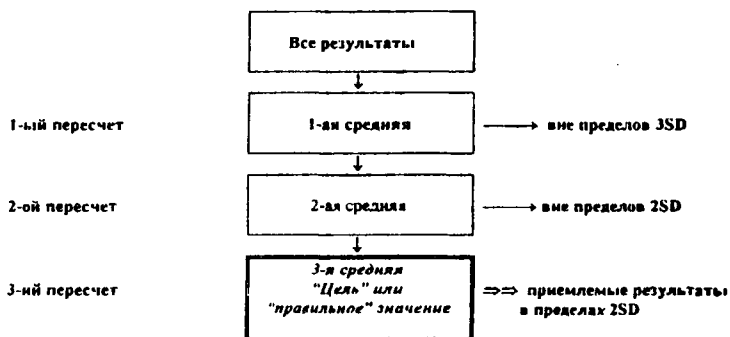 Все результаты
1-ый пересчет
1-ая средняя
вне пределов 3SD
2-ой пересчет
2-ая средняя
вне пределов 2SD
3-ий пересчет
3-я средняя
"Цель" или
"правильное" значение
приемлемые результаты
в пределах 2SD